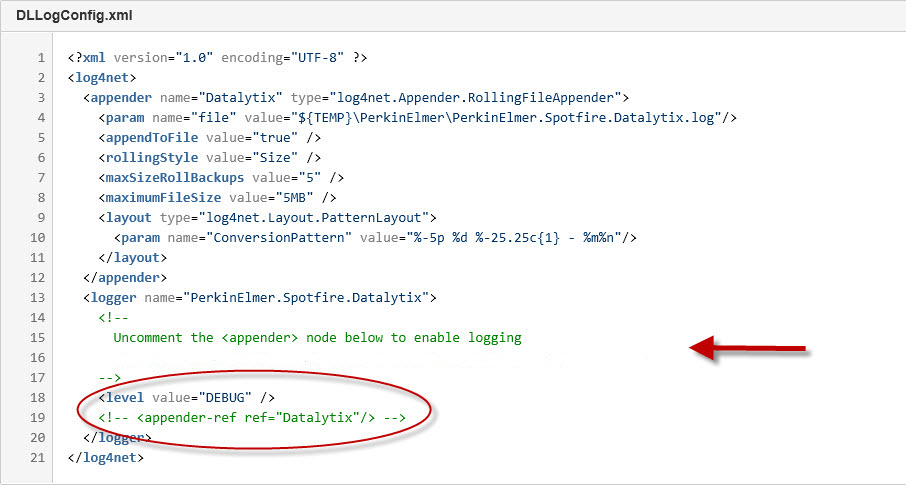 DLLogConfig.xml
1 <?xml version="1.0" encoding="UTF-8" ?>
2 <log4net>
3 <appender name="Datalytix" type="log4net.Appender.RollingFileAppender">
4 <param name="file" value="${TEMP}\PerkinElmer\PerkinElmer.Spotfire.Datalytix.log"/>
5 <appendToFile value="true" />
6 <rollingStyle value="Size" />
7 <maxSizeRollBackups value="5" />
8 <maximumFileSize value="5MB" />
9 <layout type="log4net.Layout.PatternLayout">
10 <param name="ConversionPattern" value="%-5p %d %-25.25c{1} - %m%n"/>
11 </layout>
12 </appender>
13 <logger name="PerkinElmer.Spotfire.Datalytix">
14 <!--
15 Uncomment the <appender> node below to enable logging
16
17 -->
18 <level value="DEBUG" />
19 <!-- <appender-ref ref="Datalytix"/> -->
20 </logger>
21 </log4net>